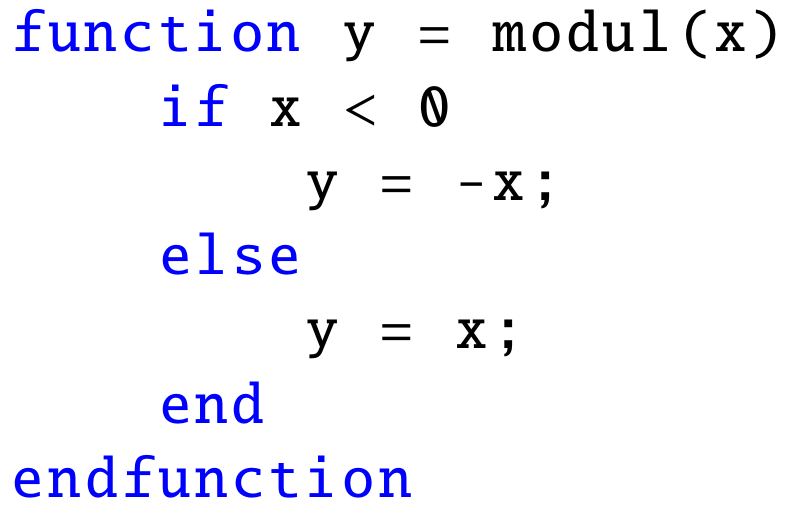 function y = modul(x)
    if x < 0
        y = -x;
    else
        y = x;
    end
endfunction